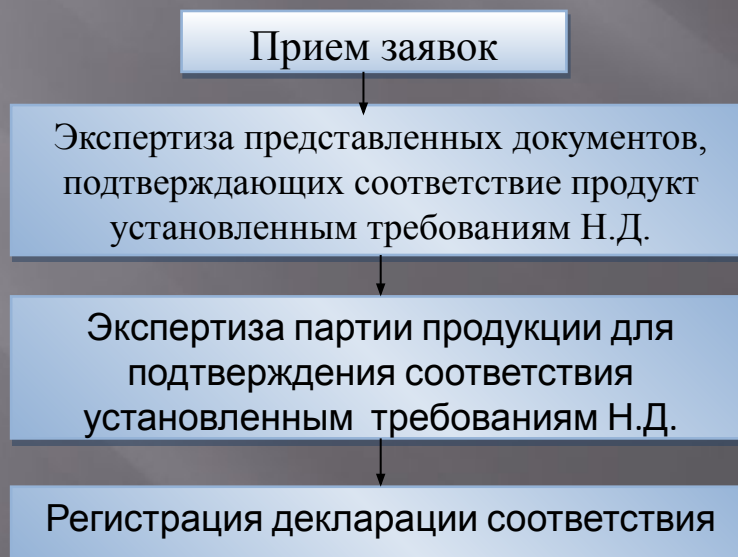 Прием заявок
Экспертиза представленных документов,
подтверждающих соответствие продукт
установленным требованиям Н.Д.
Экспертиза партии продукции для
подтверждения соответствия
установленным требованиям Н.Д.
Регистрация декларации соответствия